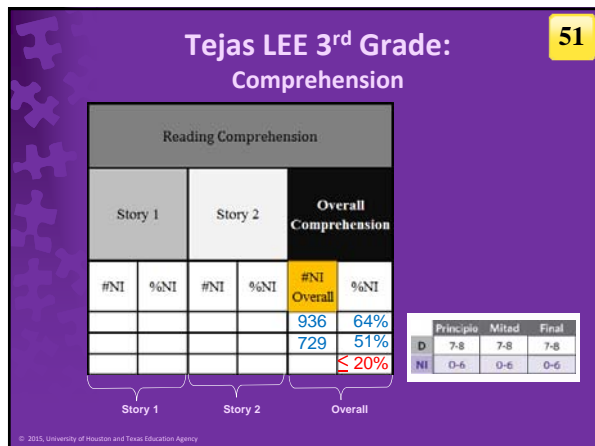 51
Tejas LEE 3rd Grade:
Comprehension
Reading Comprehension
Story 1 Story 2 Overall Comprehension
#NI %NI #NI %NI #NI Overall %NI
936 64%
729 51%
≤ 20%
Story 1 Story 2 Overall
Principio Mitad Final
D 7-8 7-8 7-8
NI 0-6 0-6 0-6
© 2015, University of Houston and Texas Education Agency